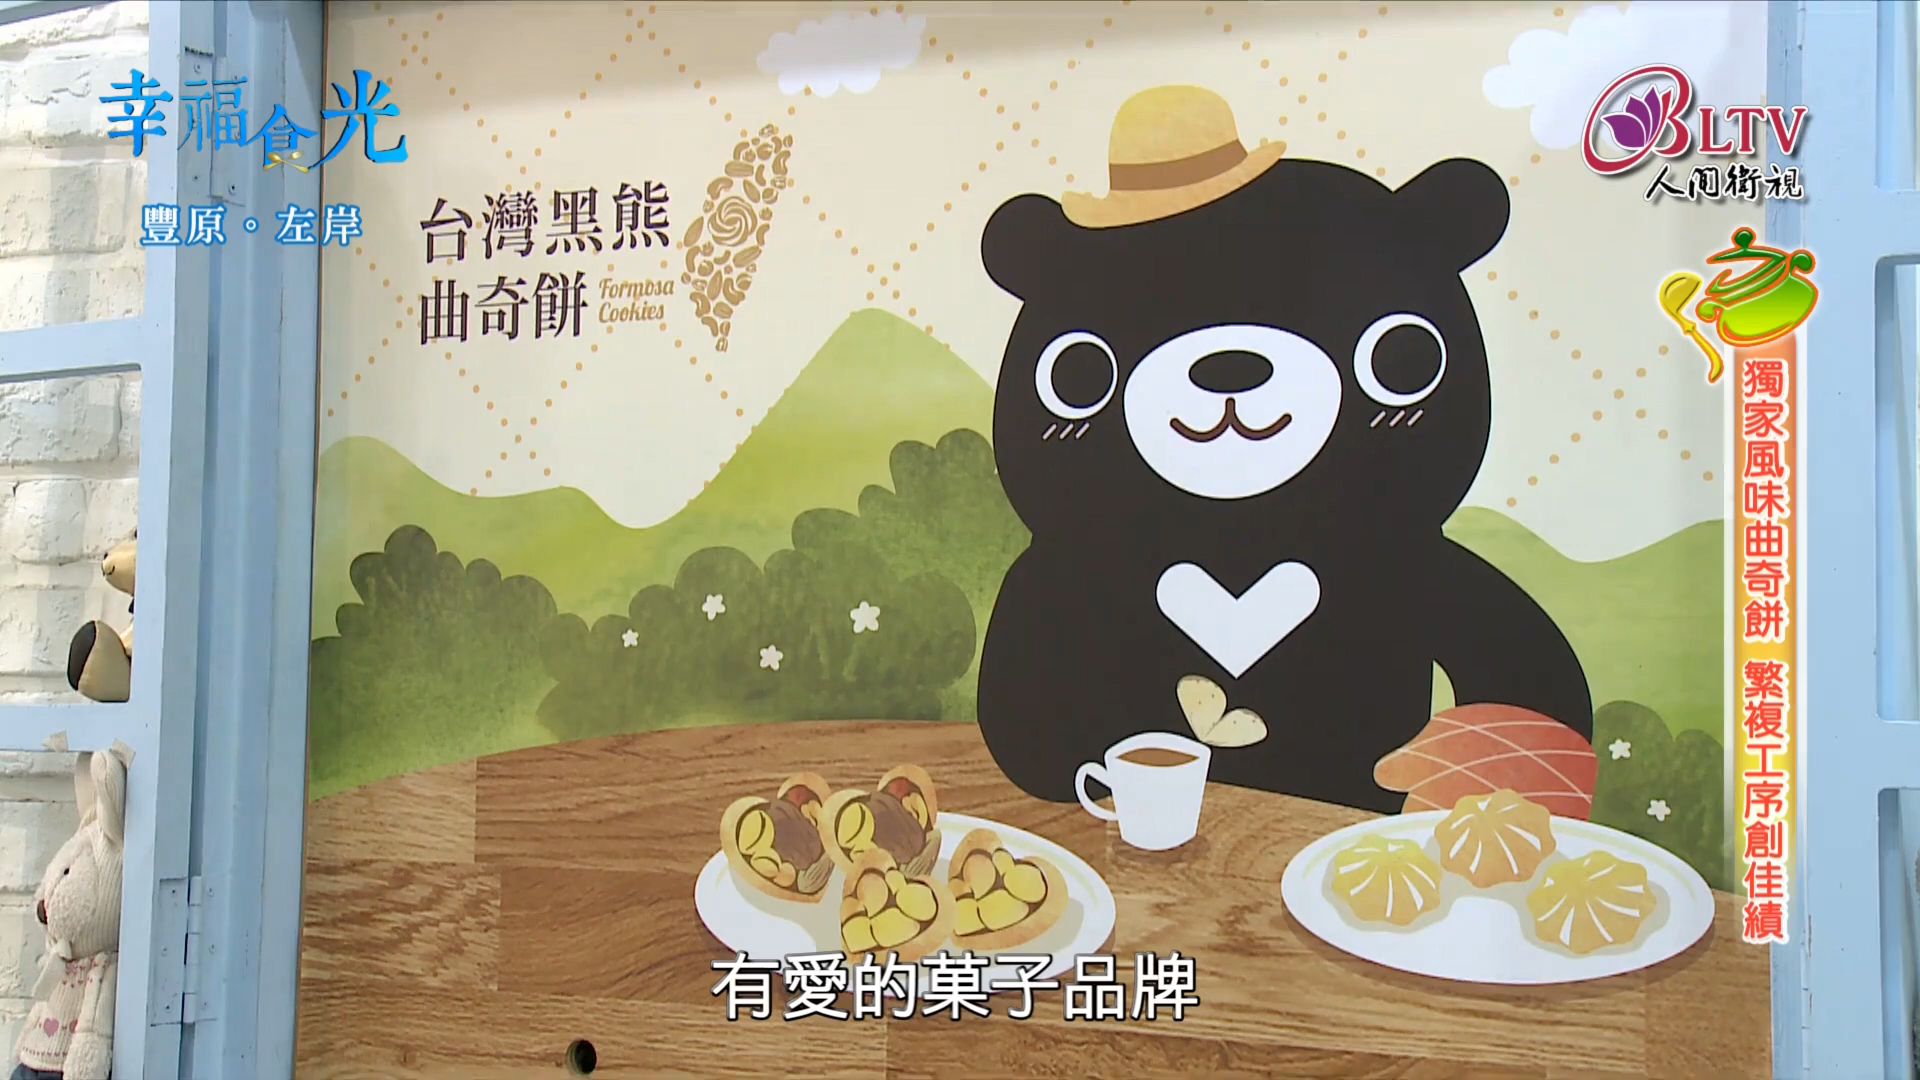 幸福食光
豐原。左岸
台灣黑熊
曲奇餅
Formosa
Cookies
BLTV
人間衛視
獨家風味曲奇餅 繁複工序創佳績
有愛的菓子品牌